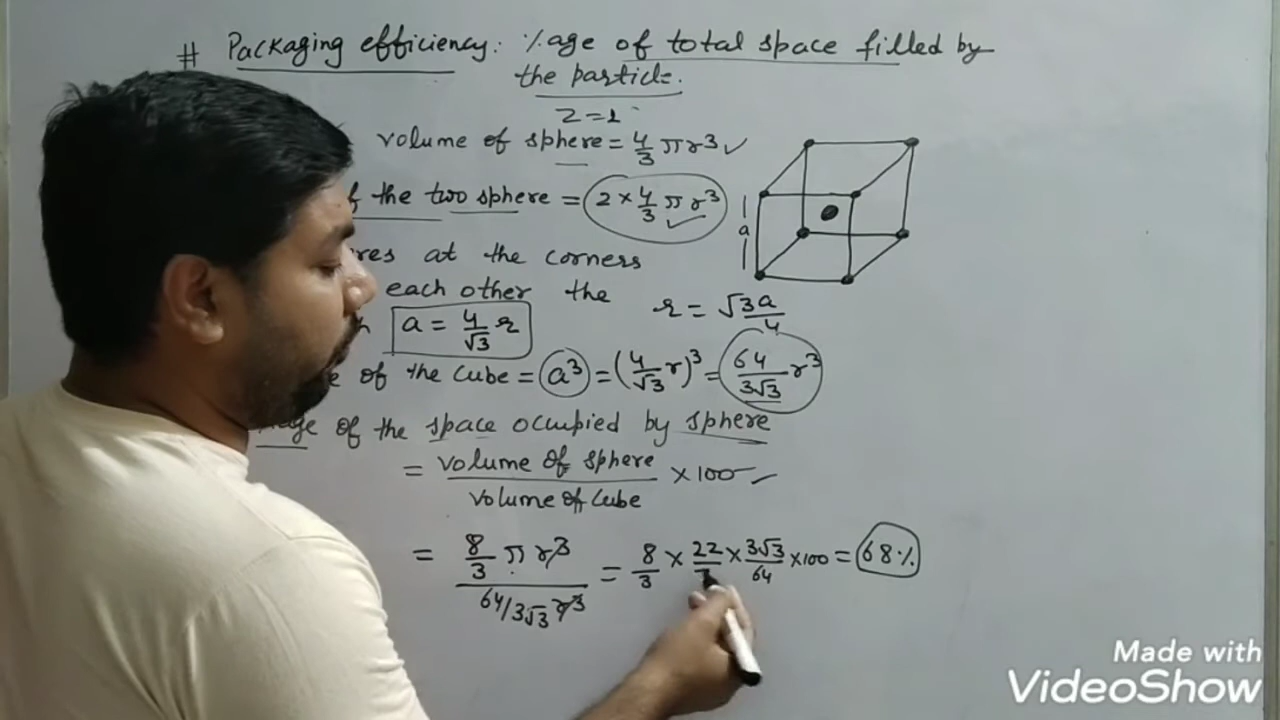 # Packaging efficiency: %age of total space filled by
the particle.
Z=1
volume of sphere = 4/3 πr³ ✓
the two sphere = 2 × 4/3 πr³
at the corners
each other the
r = √3a/4
a = 4/√3 r
of the cube = a³ = (4/√3 r)³ = 64/3√3 r³
of the space occupied by sphere
= volume of sphere/volume of cube × 100
= 8/3 πr³ / 64/3√3 r³ = 8/3 × 22/7 × 3√3/64 × 100 = 68%
a
Made with
VideoShow